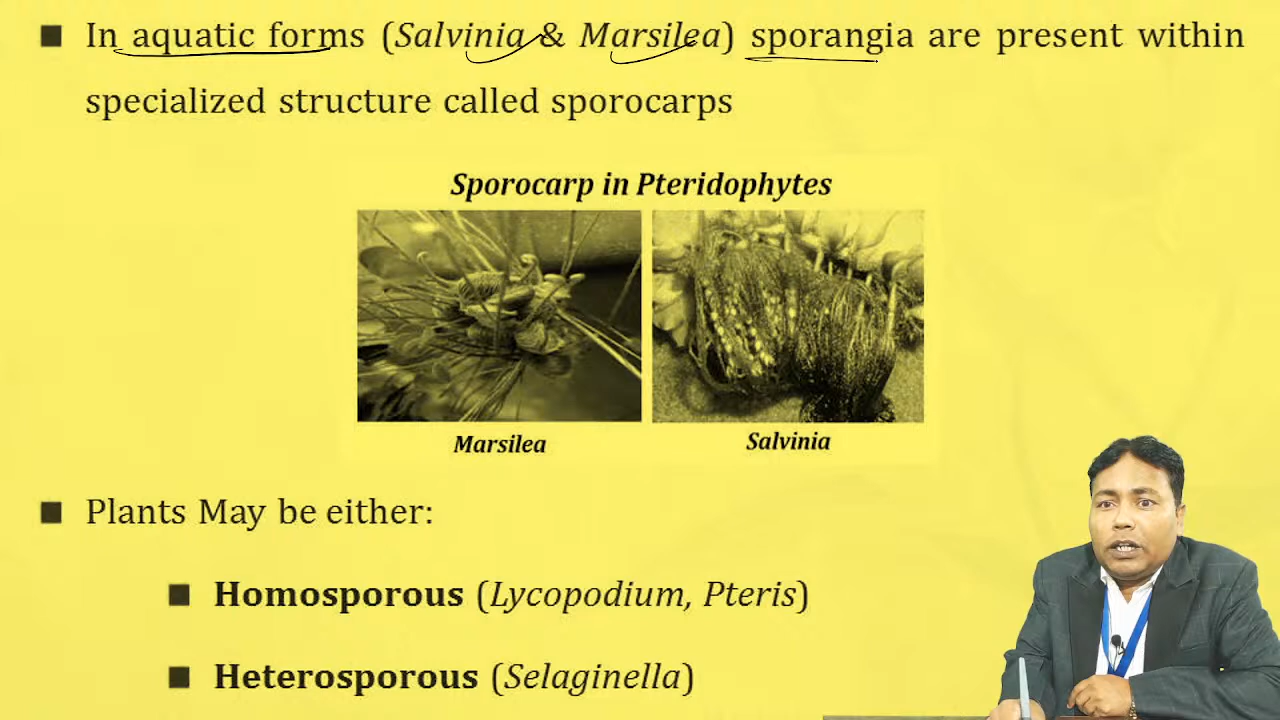 ■ In aquatic forms (Salvinia & Marsilea) sporangia are present within
specialized structure called sporocarps
Sporocarp in Pteridophytes
Marsilea
Salvinia
■ Plants May be either:
■ Homosporous (Lycopodium, Pteris)
■ Heterosporous (Selaginella)